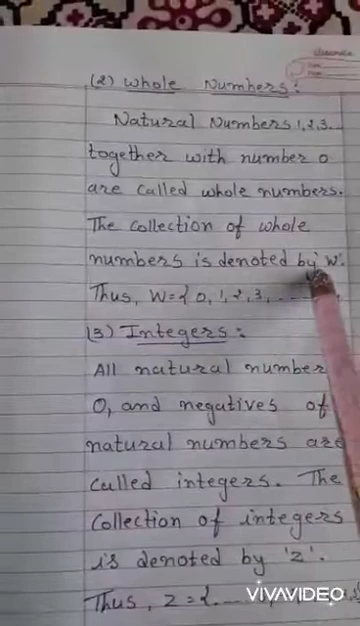 (2) Whole Numbers:
Natural Numbers 1,2,3.
together with number 0
are called whole numbers.
The collection of whole
numbers is denoted by 'W'.
Thus, W={ 0, 1, 2, 3, ......
(3) Integers:
All natural number
0, and negatives of
natural numbers are
called integers. The
Collection of integers
is denoted by 'Z'.
Thus, Z={......,
VIVAVIDEO